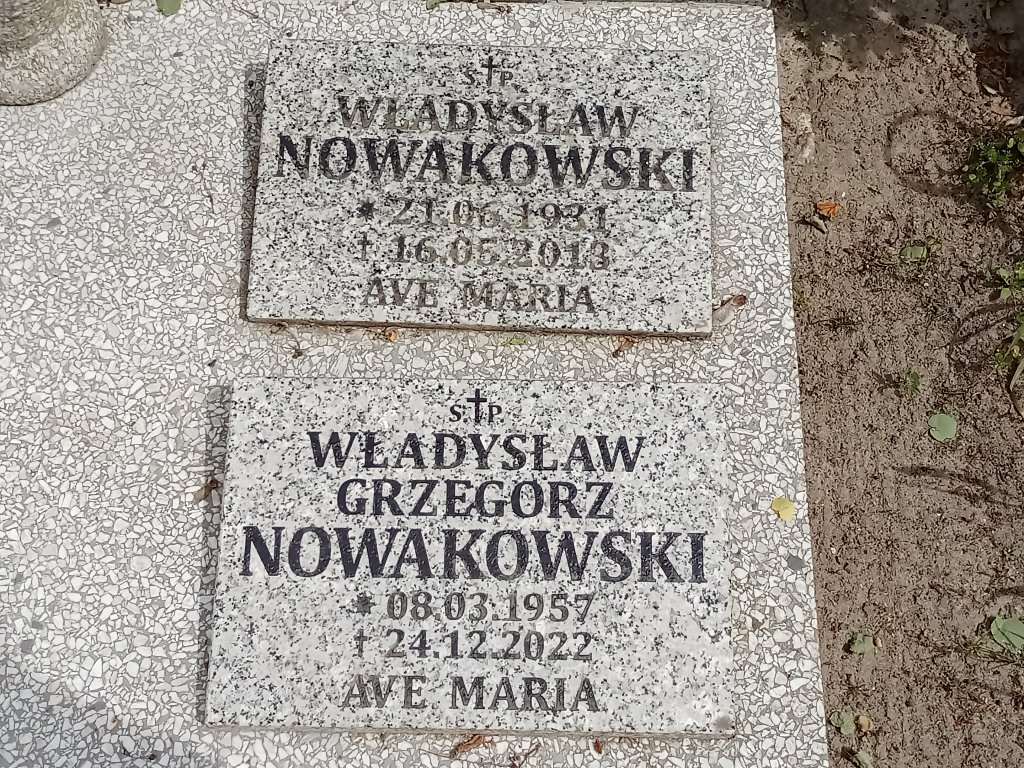 S✝P
WŁADYSŁAW
NOWAKOWSKI
* 21.06.1931
† 16.05.2013
AVE MARIA
S✝P
WŁADYSŁAW
GRZEGORZ
NOWAKOWSKI
* 08.03.1957
† 24.12.2022
AVE MARIA